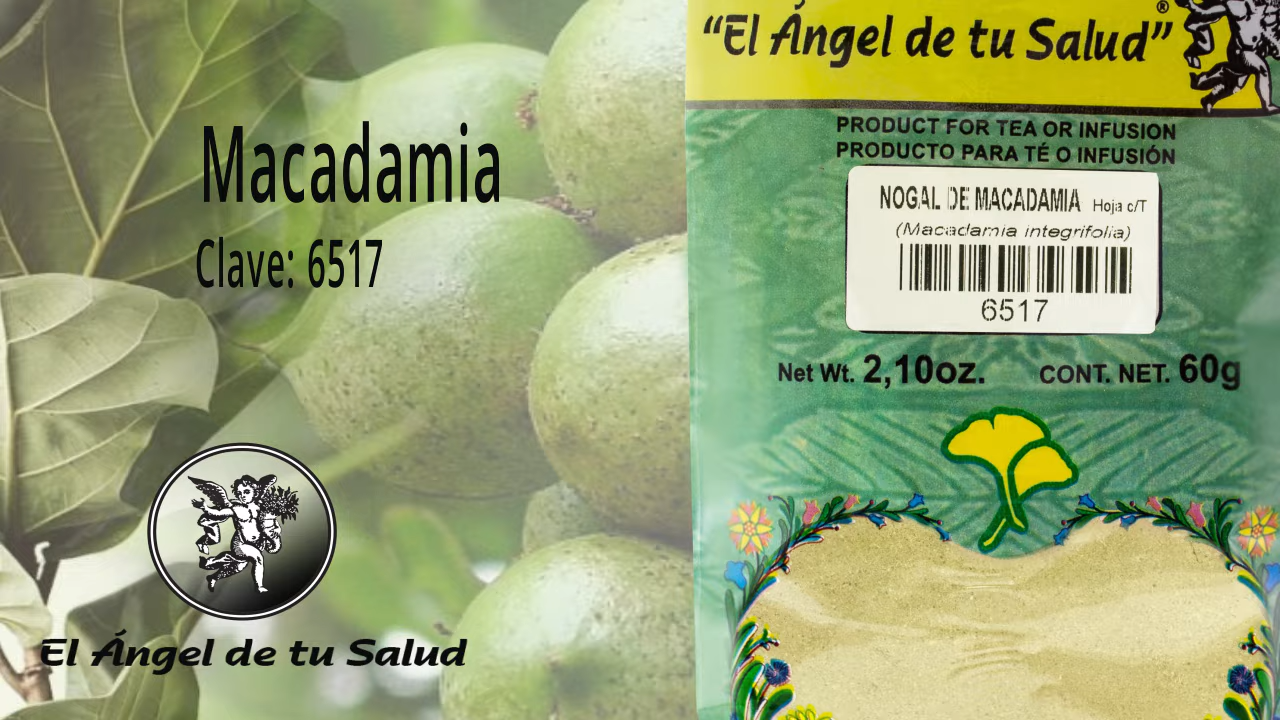 Macadamia
Clave: 6517
El Ángel de tu Salud
"El Ángel de tu Salud" ®
PRODUCT FOR TEA OR INFUSION
PRODUCTO PARA TÉ O INFUSIÓN
NOGAL DE MACADAMIA Hoja c/T
(Macadamia integrifolia)
6517
Net Wt. 2,10oz. CONT. NET. 60g